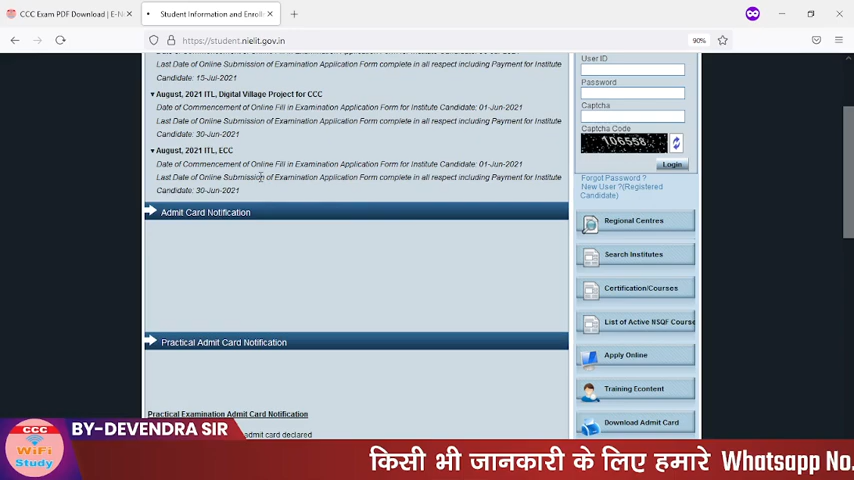 CCC Exam PDF Download | E-N
Student Information and Enroll
https://student.nielit.gov.in
90%
Last Date of Online Submission of Examination Application Form complete in all respect including Payment for Institute
Candidate: 15-Jul-2021
August, 2021 ITL, Digital Village Project for CCC
Date of Commencement of Online Fill in Examination Application Form for Institute Candidate: 01-Jun-2021
Last Date of Online Submission of Examination Application Form complete in all respect including Payment for Institute
Candidate: 30-Jun-2021
August, 2021 ITL, ECC
Date of Commencement of Online Fill in Examination Application Form for Institute Candidate: 01-Jun-2021
Last Date of Online Submission of Examination Application Form complete in all respect including Payment for Institute
Candidate: 30-Jun-2021
Admit Card Notification
Practical Admit Card Notification
Practical Examination Admit Card Notification
admit card declared
User ID
Password
Captcha
Captcha Code
106558
Login
Forgot Password ?
New User ?(Registered
Candidate)
Regional Centres
Search Institutes
Certification/Courses
List of Active NSQF Course
Apply Online
Training Econtent
Download Admit Card
CCC
WiFi
Study
BY-DEVENDRA SIR
किसी भी जानकारी के लिए हमारे Whatsapp No.